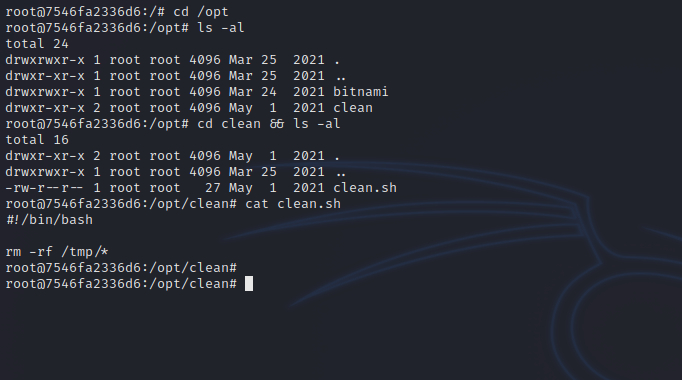 root@7546fa2336d6:/# cd /opt
root@7546fa2336d6:/opt# ls -al
total 24
drwxrwxr-x 1 root root 4096 Mar 25  2021 .
drwxr-xr-x 1 root root 4096 Mar 25  2021 ..
drwxrwxr-x 1 root root 4096 Mar 24  2021 bitnami
drwxr-xr-x 2 root root 4096 May  1  2021 clean
root@7546fa2336d6:/opt# cd clean && ls -al
total 16
drwxr-xr-x 2 root root 4096 May  1  2021 .
drwxrwxr-x 1 root root 4096 Mar 25  2021 ..
-rw-r--r-- 1 root root   27 May  1  2021 clean.sh
root@7546fa2336d6:/opt/clean# cat clean.sh
#!/bin/bash

rm -rf /tmp/*
root@7546fa2336d6:/opt/clean#
root@7546fa2336d6:/opt/clean#